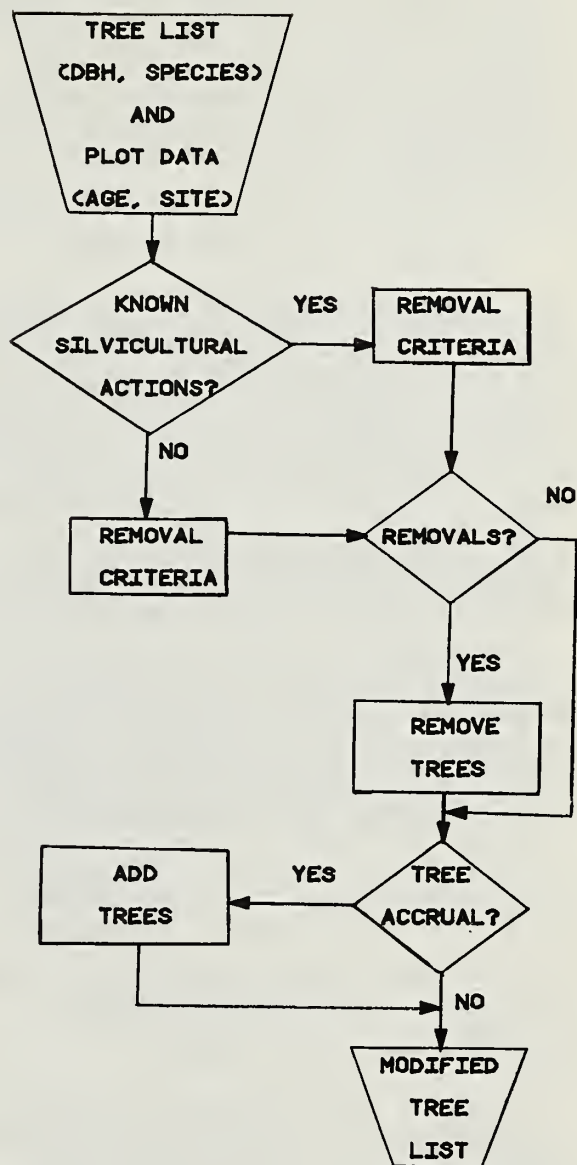 TREE LIST
(DBH, SPECIES)
AND
PLOT DATA
(AGE, SITE)
KNOWN
SILVICULTURAL
ACTIONS?
YES
REMOVAL
CRITERIA
NO
REMOVAL
CRITERIA
REMOVALS?
NO
YES
REMOVE
TREES
TREE
ACCRUAL?
YES
ADD
TREES
NO
MODIFIED
TREE
LIST